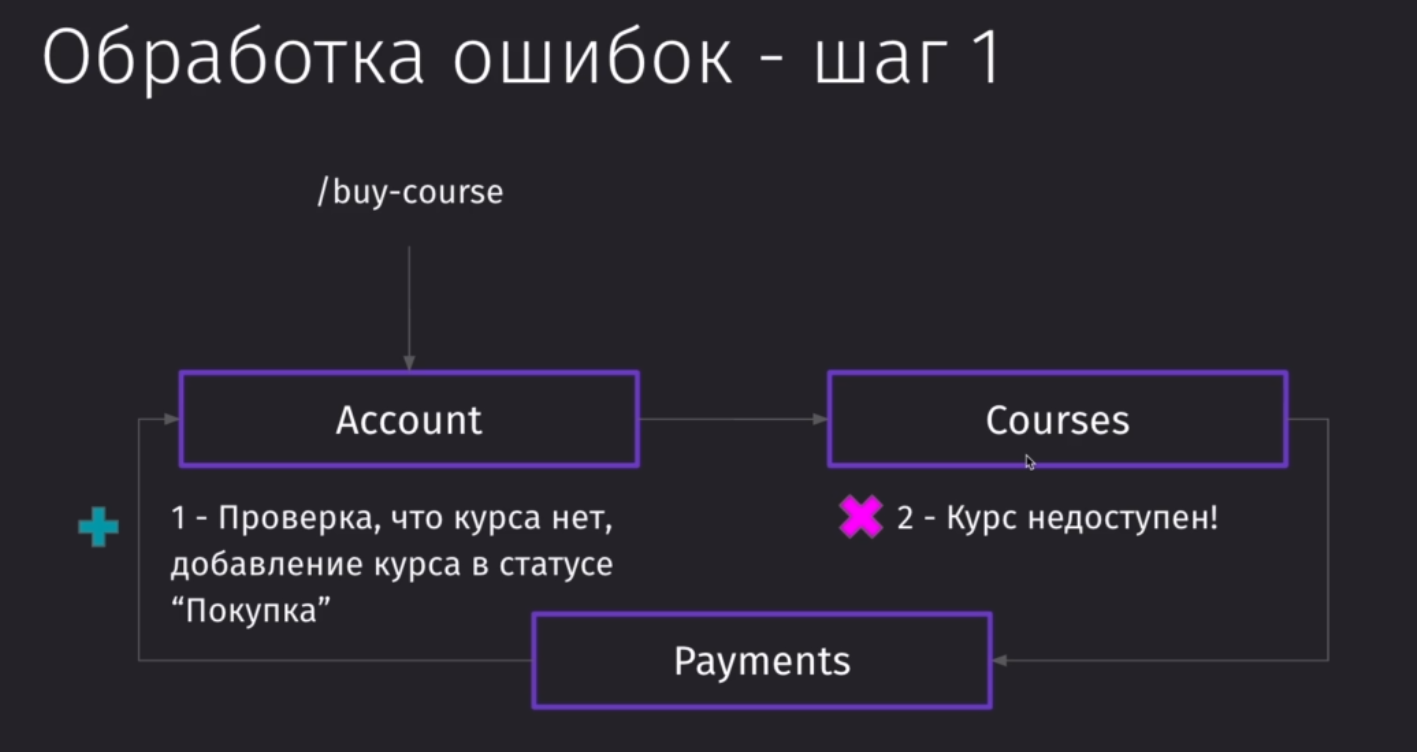 Обработка ошибок - шаг 1
/buy-course
Account
Courses
1 - Проверка, что курса нет,
добавление курса в статусе
“Покупка”
2 - Курс недоступен!
Payments